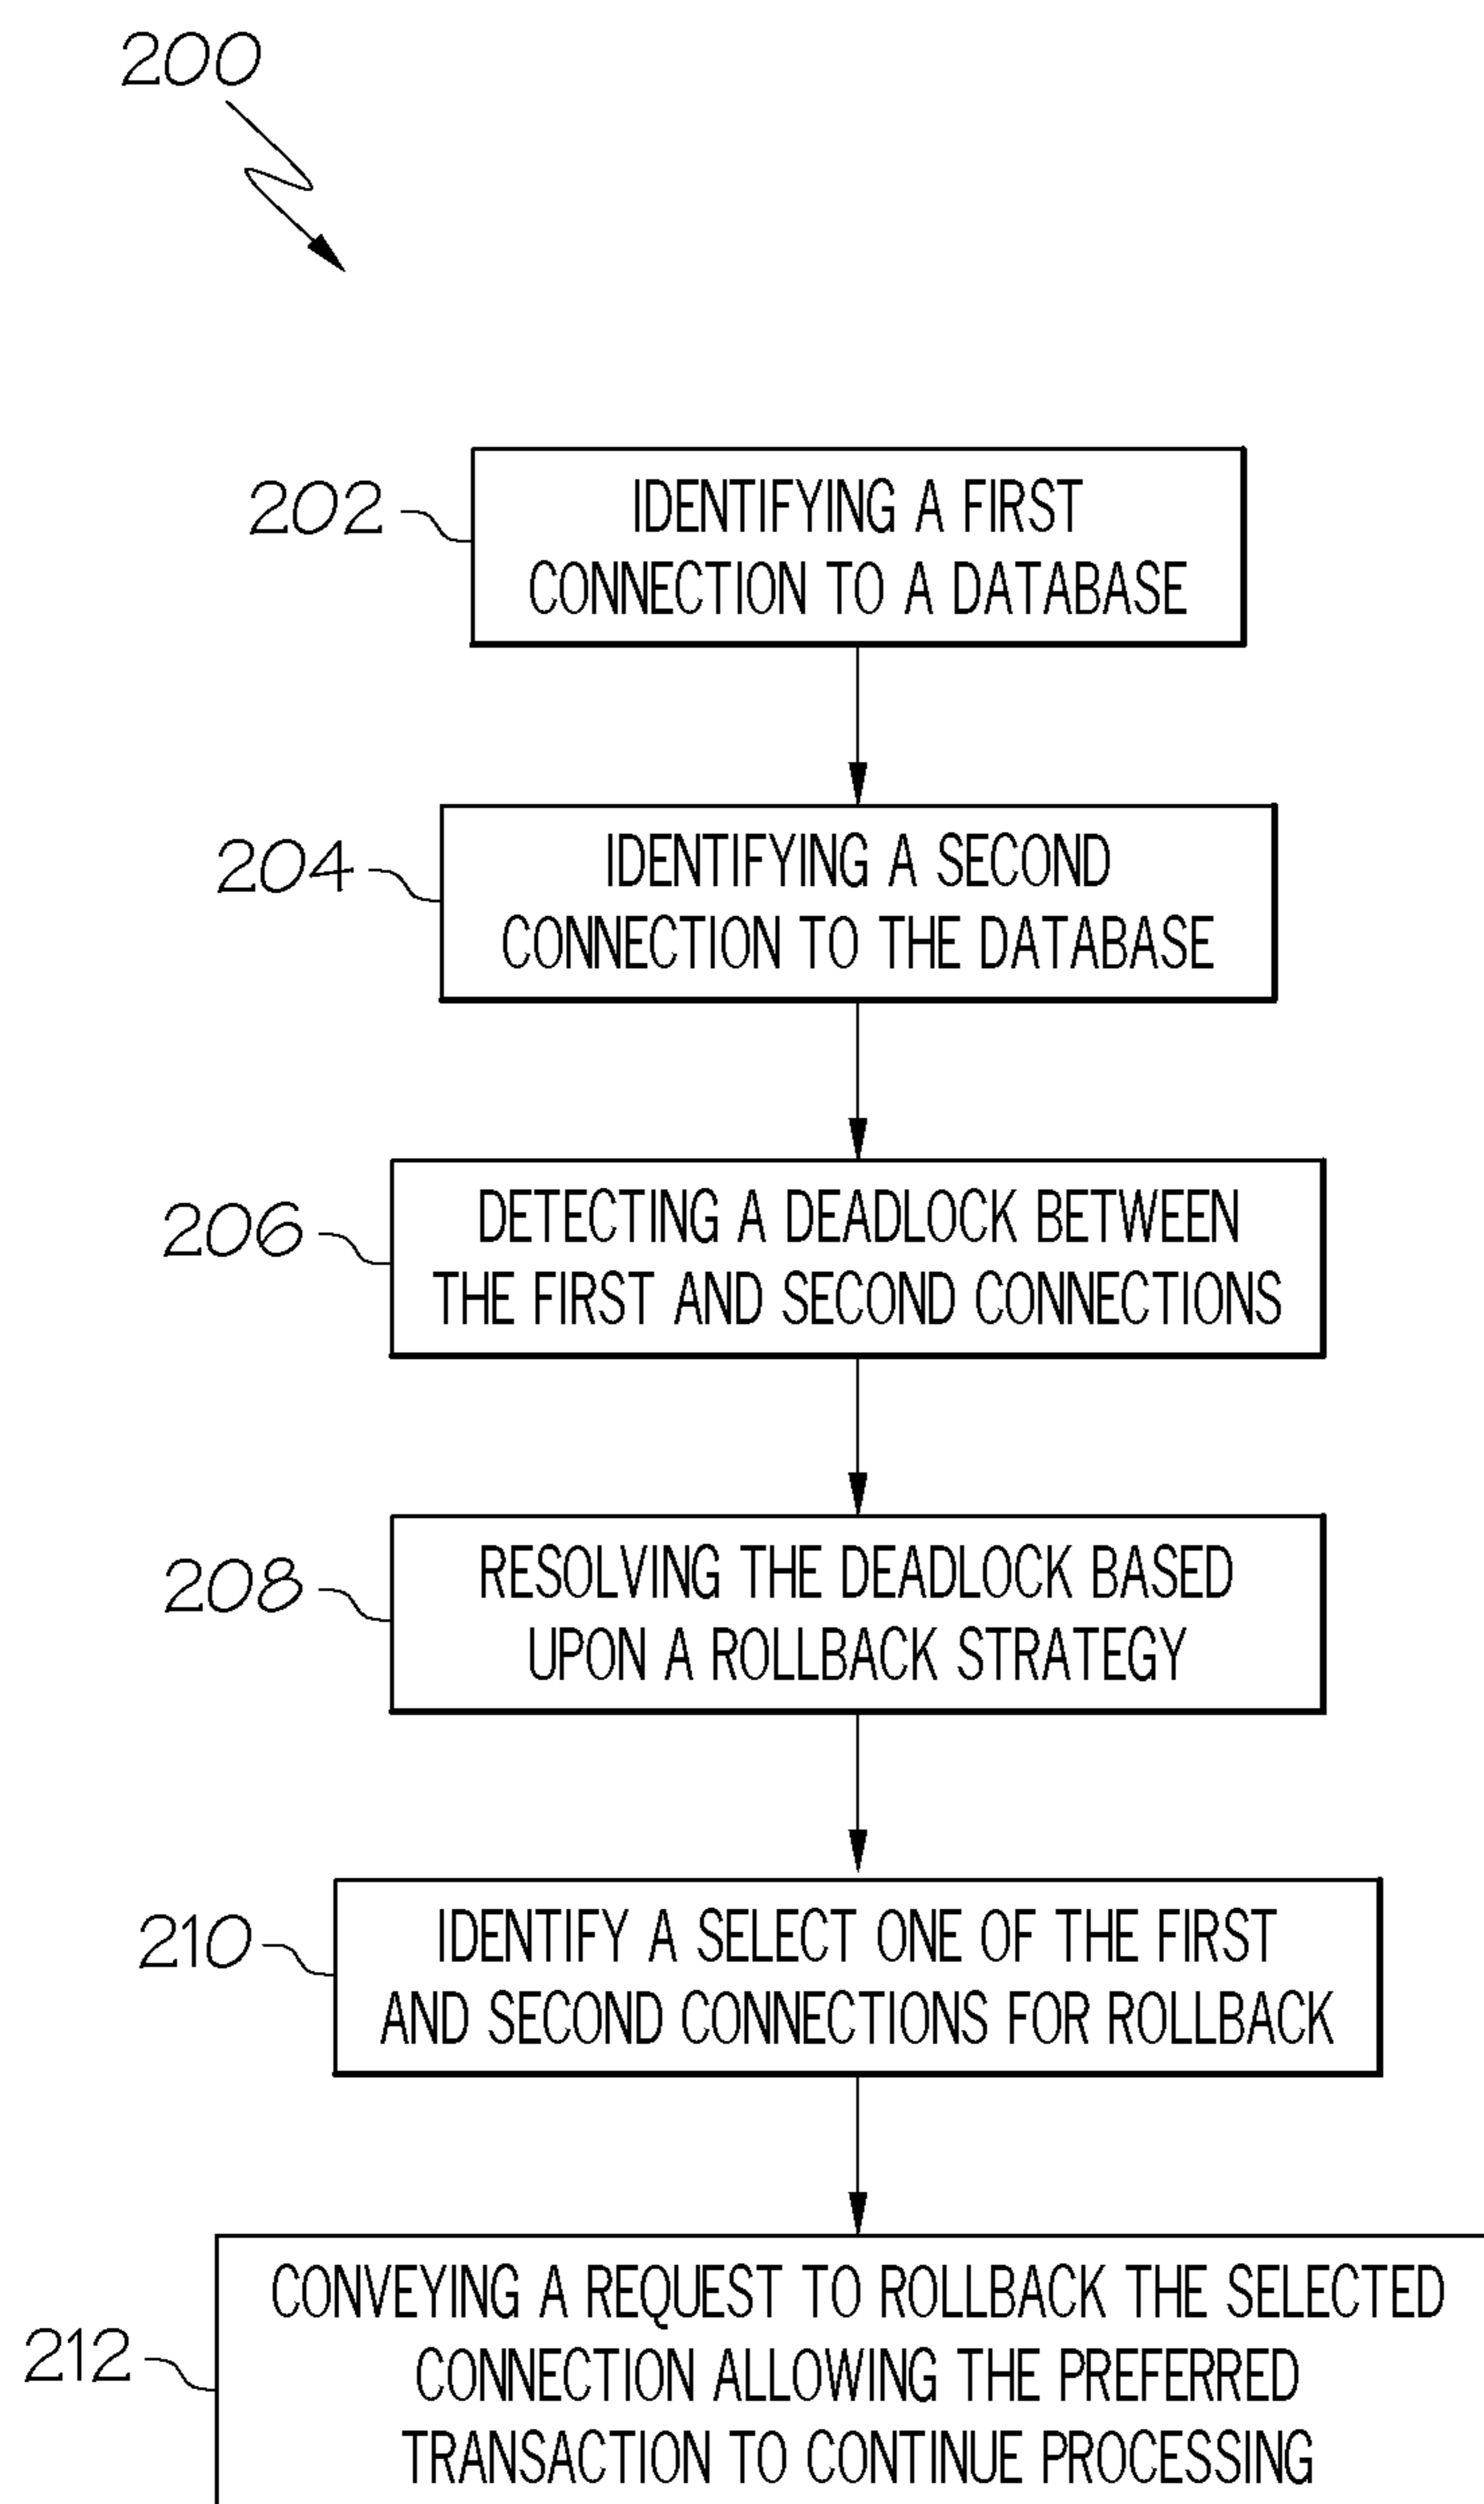 200
202
IDENTIFYING A FIRST
CONNECTION TO A DATABASE
204
IDENTIFYING A SECOND
CONNECTION TO THE DATABASE
206
DETECTING A DEADLOCK BETWEEN
THE FIRST AND SECOND CONNECTIONS
208
RESOLVING THE DEADLOCK BASED
UPON A ROLLBACK STRATEGY
210
IDENTIFY A SELECT ONE OF THE FIRST
AND SECOND CONNECTIONS FOR ROLLBACK
212
CONVEYING A REQUEST TO ROLLBACK THE SELECTED
CONNECTION ALLOWING THE PREFERRED
TRANSACTION TO CONTINUE PROCESSING